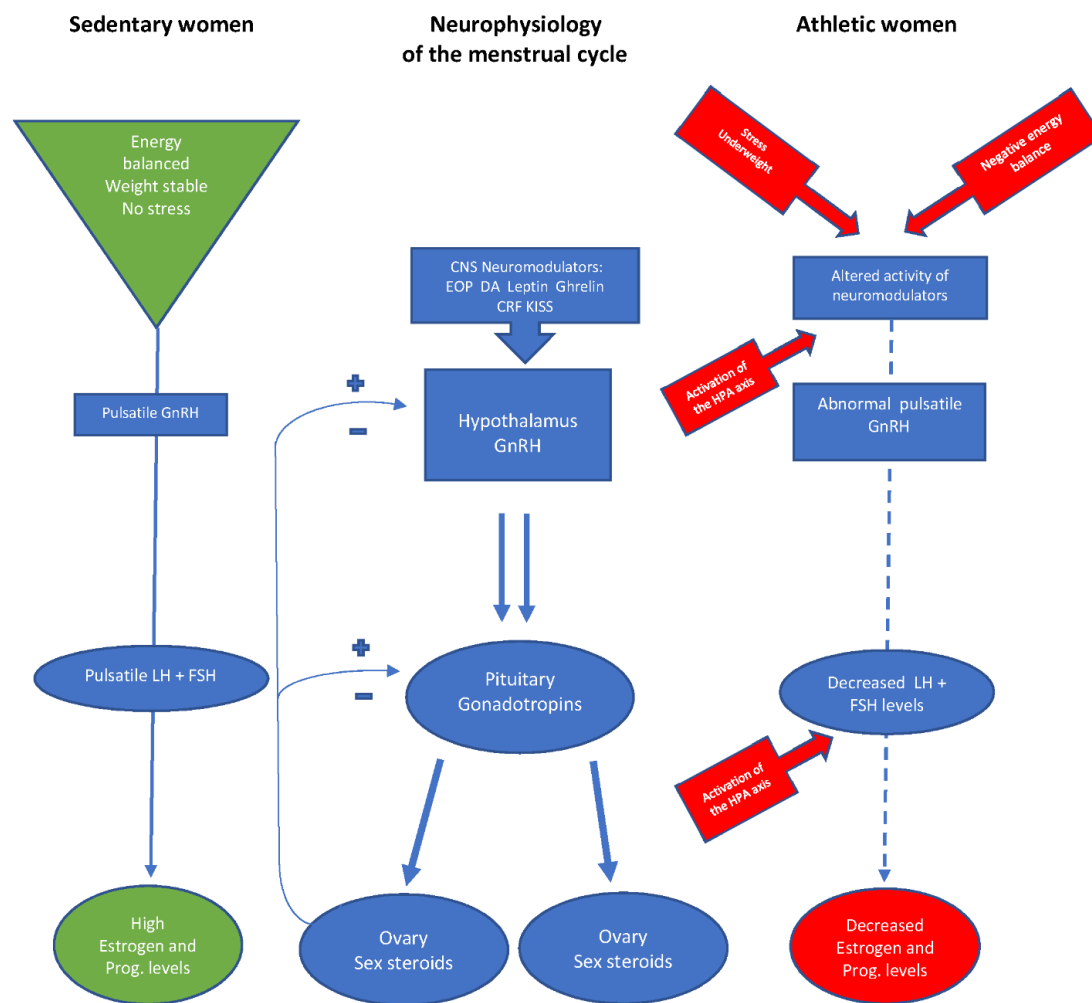 Sedentary women
Energy
balanced
Weight stable
No stress
Pulsatile GnRH
Pulsatile LH + FSH
High
Estrogen and
Prog. levels
Neurophysiology
of the menstrual cycle
CNS Neuromodulators:
EOP DA Leptin Ghrelin
CRF KISS
+
–
Hypothalamus
GnRH
+
–
Pituitary
Gonadotropins
Ovary
Sex steroids
Ovary
Sex steroids
Athletic women
Stress
Underweight
Negative energy
balance
Altered activity of
neuromodulators
Activation of
the HPA axis
Abnormal pulsatile
GnRH
Decreased LH +
FSH levels
Activation of
the HPA axis
Decreased
Estrogen and
Prog. levels